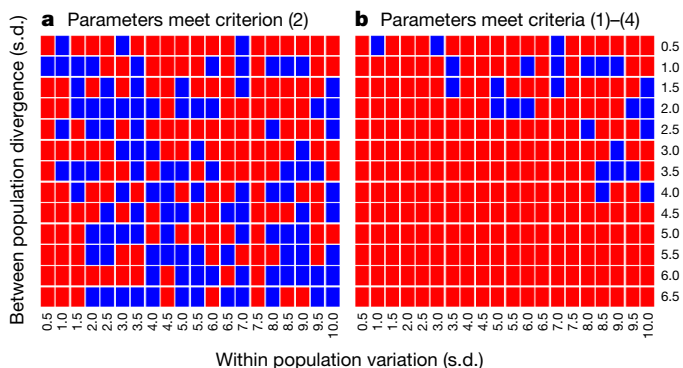 a Parameters meet criterion (2)
b Parameters meet criteria (1)–(4)
Between population divergence (s.d.)
0.5
1.0
1.5
2.0
2.5
3.0
3.5
4.0
4.5
5.0
5.5
6.0
6.5
0.5 1.0 1.5 2.0 2.5 3.0 3.5 4.0 4.5 5.0 5.5 6.0 6.5 7.0 7.5 8.0 8.5 9.0 9.5 10.0
0.5 1.0 1.5 2.0 2.5 3.0 3.5 4.0 4.5 5.0 5.5 6.0 6.5 7.0 7.5 8.0 8.5 9.0 9.5 10.0
Within population variation (s.d.)